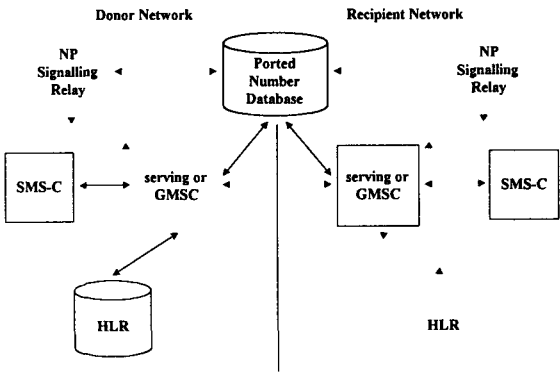 Donor Network
Recipient Network
NP
Signalling
Relay
Ported
Number
Database
NP
Signalling
Relay
SMS-C
serving or
GMSC
serving or
GMSC
SMS-C
HLR
HLR